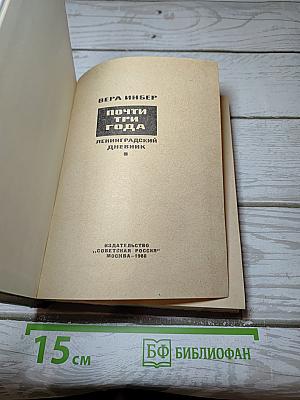 ВЕРА ИНБЕР
ПОЧТИ
ТРИ
ГОДА
ЛЕНИНГРАДСКИЙ
ДНЕВНИК
ИЗДАТЕЛЬСТВО
„СОВЕТСКАЯ РОССИЯ“
МОСКВА—1968
15 см
БФ БИБЛИОФАН